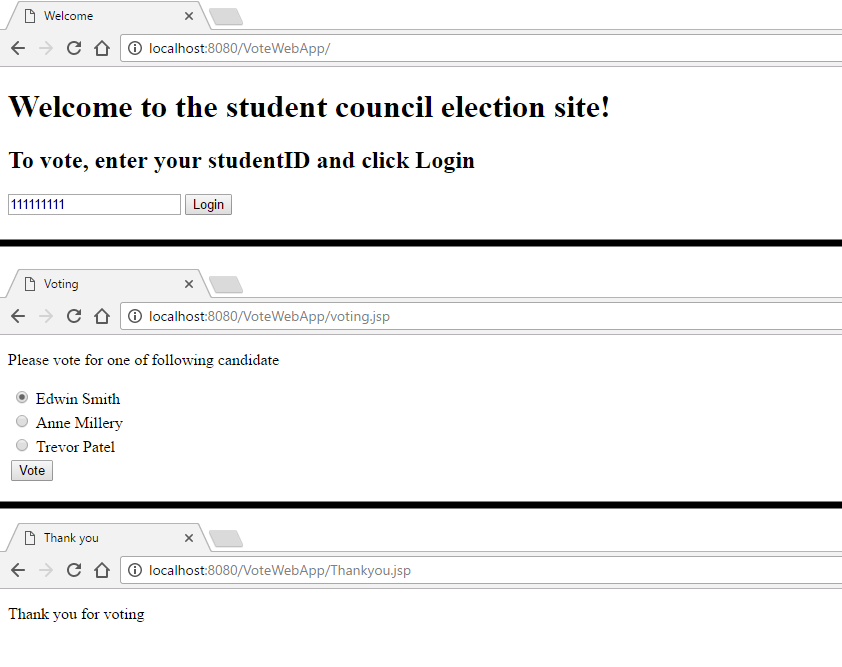 Welcome
localhost:8080/VoteWebApp/
Welcome to the student council election site!
To vote, enter your studentID and click Login
111111111 Login
Voting
localhost:8080/VoteWebApp/voting.jsp
Please vote for one of following candidate
Edwin Smith
Anne Millery
Trevor Patel
Vote
Thank you
localhost:8080/VoteWebApp/Thankyou.jsp
Thank you for voting